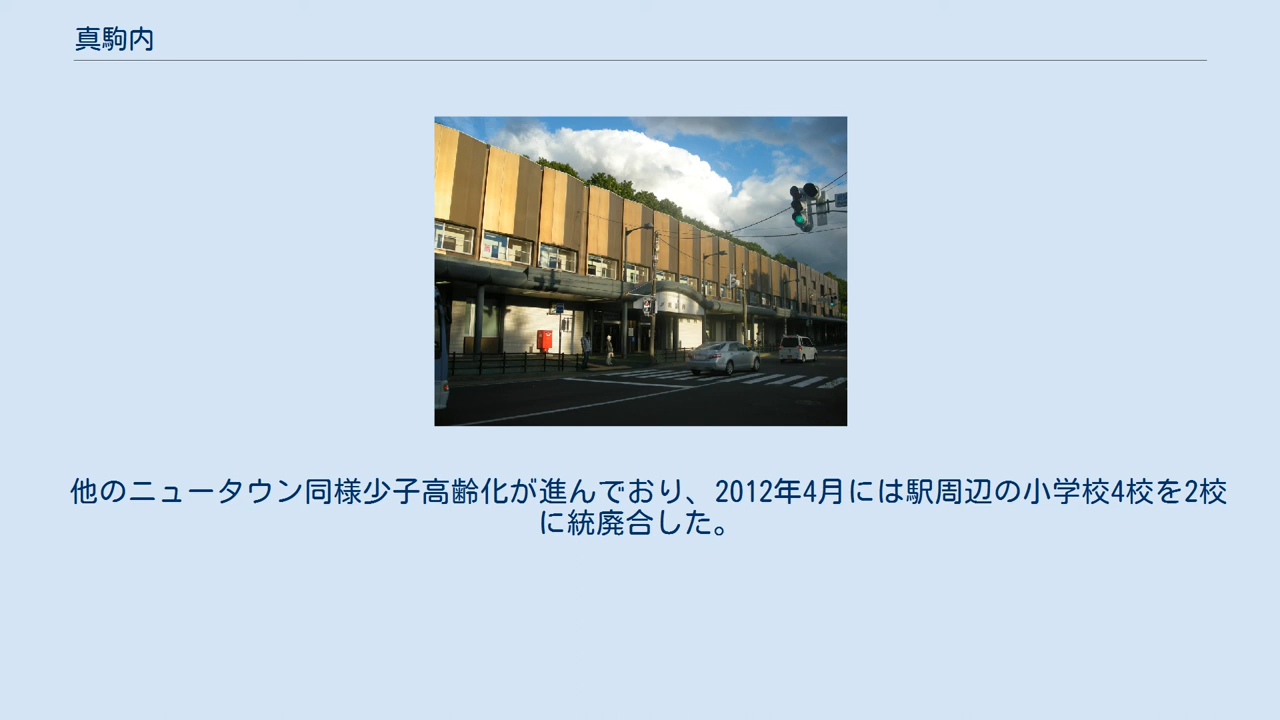 真駒内
他のニュータウン同様少子高齢化が進んでおり、2012年4月には駅周辺の小学校4校を2校
に統廃合した。